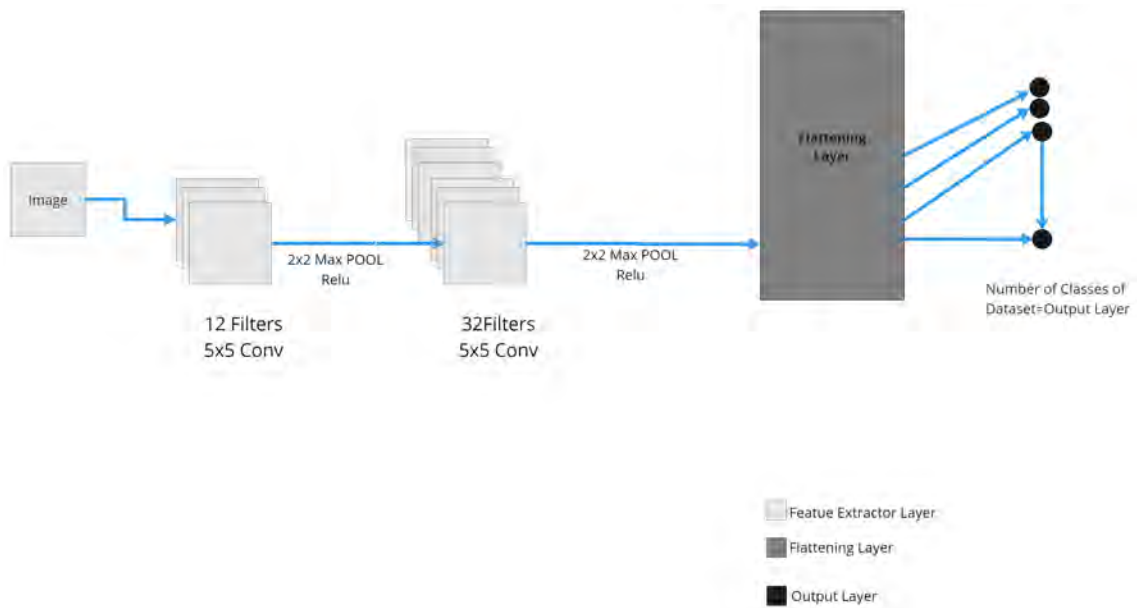 Image
2x2 Max POOL
Relu
12 Filters
5x5 Conv
2x2 Max POOL
Relu
32Filters
5x5 Conv
Flattening
Layer
Number of Classes of
Dataset=Output Layer
Featue Extractor Layer
Flattening Layer
Output Layer